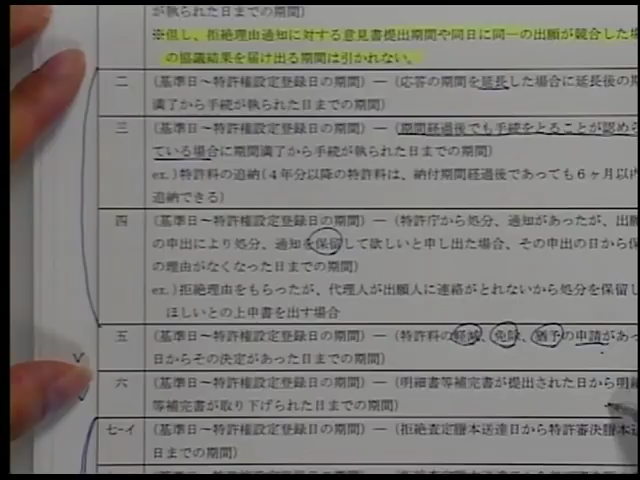 が執られた日までの期間)
※但し、拒絶理由通知に対する意見書提出期間や同日に同一の出願が競合した場
の協議結果を届け出る期間は引かれない。
二 (基準日~特許権設定登録日の期間)―(応答の期間を延長した場合に延長後の期
満了から手続が執られた日までの期間)
三 (基準日~特許権設定登録日の期間)―(期間経過後でも手続をとることが認めら
ている場合に期間満了から手続が執られた日までの期間)
ex.)特許料の追納(4年分以降の特許料は、納付期間経過後であっても6ヶ月以内
追納できる)
四 (基準日~特許権設定登録日の期間)―(特許庁から処分、通知があったが、出願
の申出により処分、通知を保留して欲しいと申し出た場合、その申出の日から保
の理由がなくなった日までの期間)
ex.)拒絶理由をもらったが、代理人が出願人に連絡がとれないから処分を保留し
ほしいとの上申書を出す場合
五 (基準日~特許権設定登録日の期間)―(特許料の軽減、免除、猶予の申請があっ
日からその決定があった日までの期間)
六 (基準日~特許権設定登録日の期間)―(明細書等補完書が提出された日から明細
等補完書が取り下げられた日までの期間)
七-イ (基準日~特許権設定登録日の期間)―(拒絶査定謄本送達日から特許審決謄本
日までの期間)